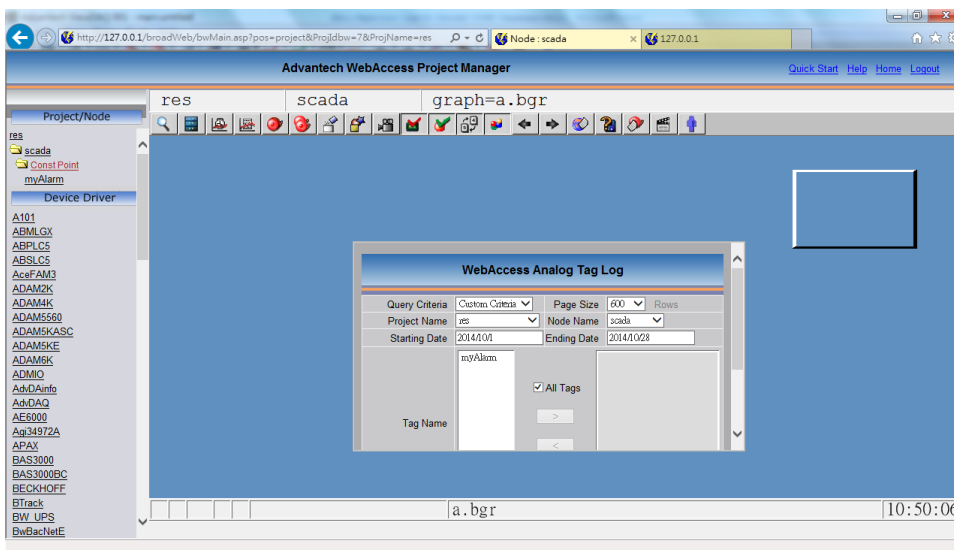 http://127.0.0.1/broadWeb/bwMain.asp?pos=project&ProjIdbw=7&ProjName=res
Node : scada
127.0.0.1
Advantech WebAccess Project Manager
Quick Start Help Home Logout
res scada graph=a.bgr
Project/Node
res
scada
Const Point
myAlarm
Device Driver
A101
ABMLGX
ABPLC5
ABSLC5
AceFAM3
ADAM2K
ADAM4K
ADAM5560
ADAM5KASC
ADAM5KE
ADAM6K
ADMIO
AdvDAinfo
AdvDAQ
AE6000
Agi34972A
APAX
BAS3000
BAS3000BC
BECKHOFF
BTrack
BW UPS
BwBacNetE
WebAccess Analog Tag Log
Query Criteria Custom Criteria Page Size 600 Rows
Project Name res Node Name scada
Starting Date 2014/10/1 Ending Date 2014/10/28
myAlarm
All Tags
>
Tag Name
<
a.bgr 10:50:06